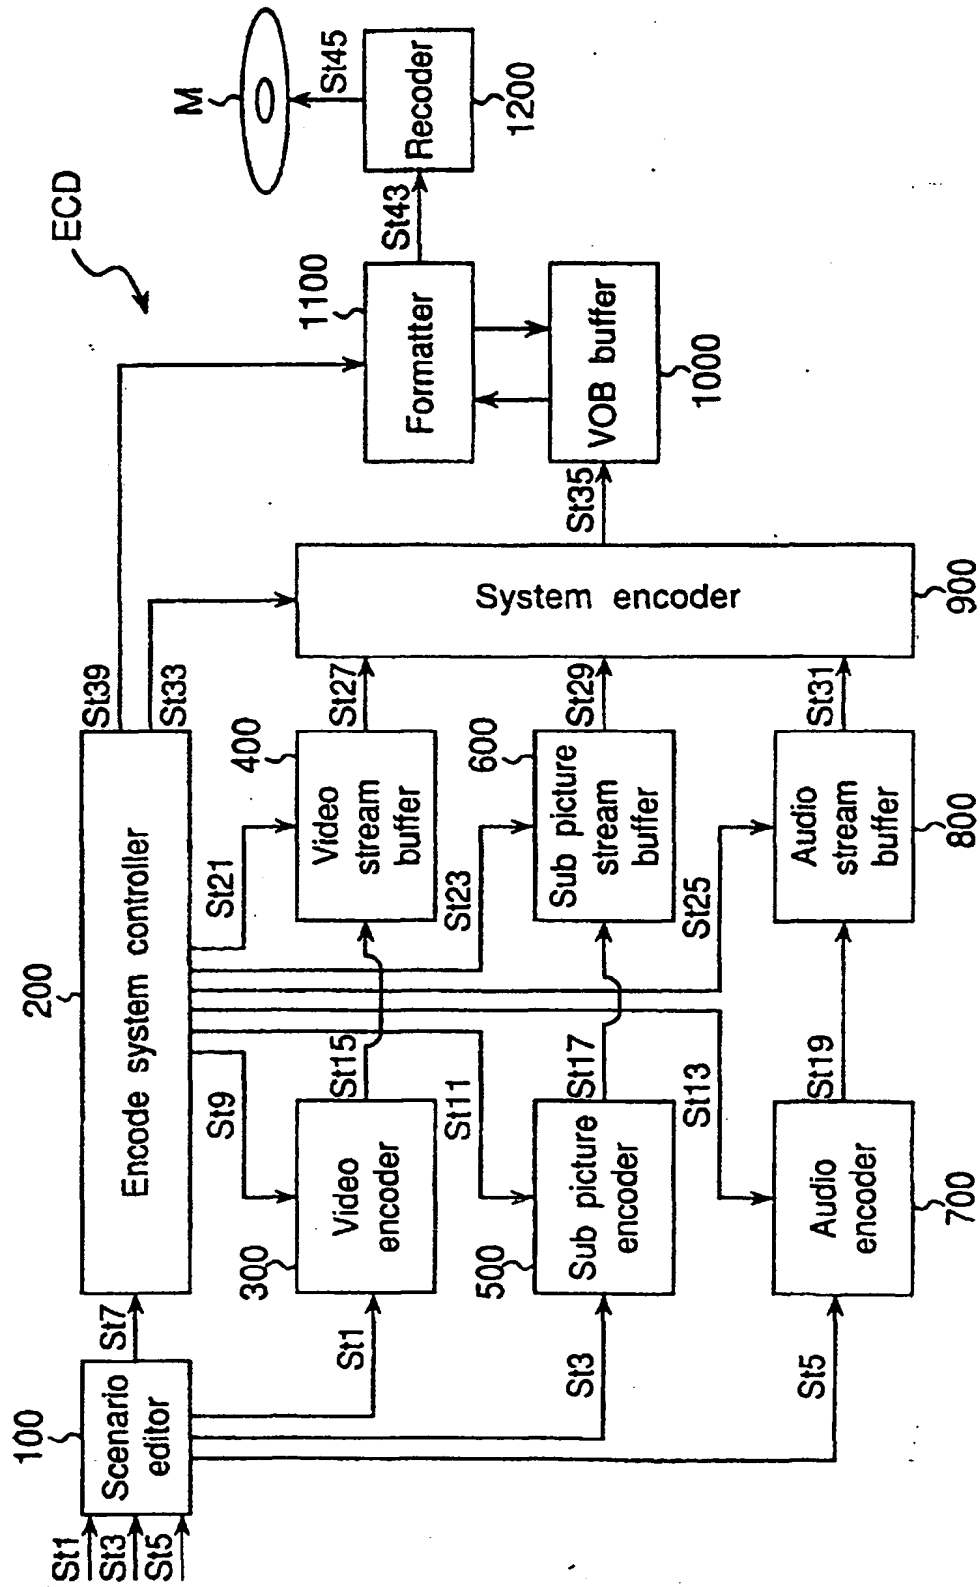 ECD
St1
St3
St5
100
Scenario
editor
St7
St1
St3
St5
200
Encode system controller
St9
St11
St13
St21
St23
St25
St39
St33
300
Video
encoder
St15
400
Video
stream
buffer
St27
500
Sub picture
encoder
St17
600
Sub picture
stream
buffer
St29
700
Audio
encoder
St19
800
Audio
stream
buffer
St31
System encoder
900
St35
VOB buffer
1000
Formatter
1100
St43
Recoder
1200
St45
M